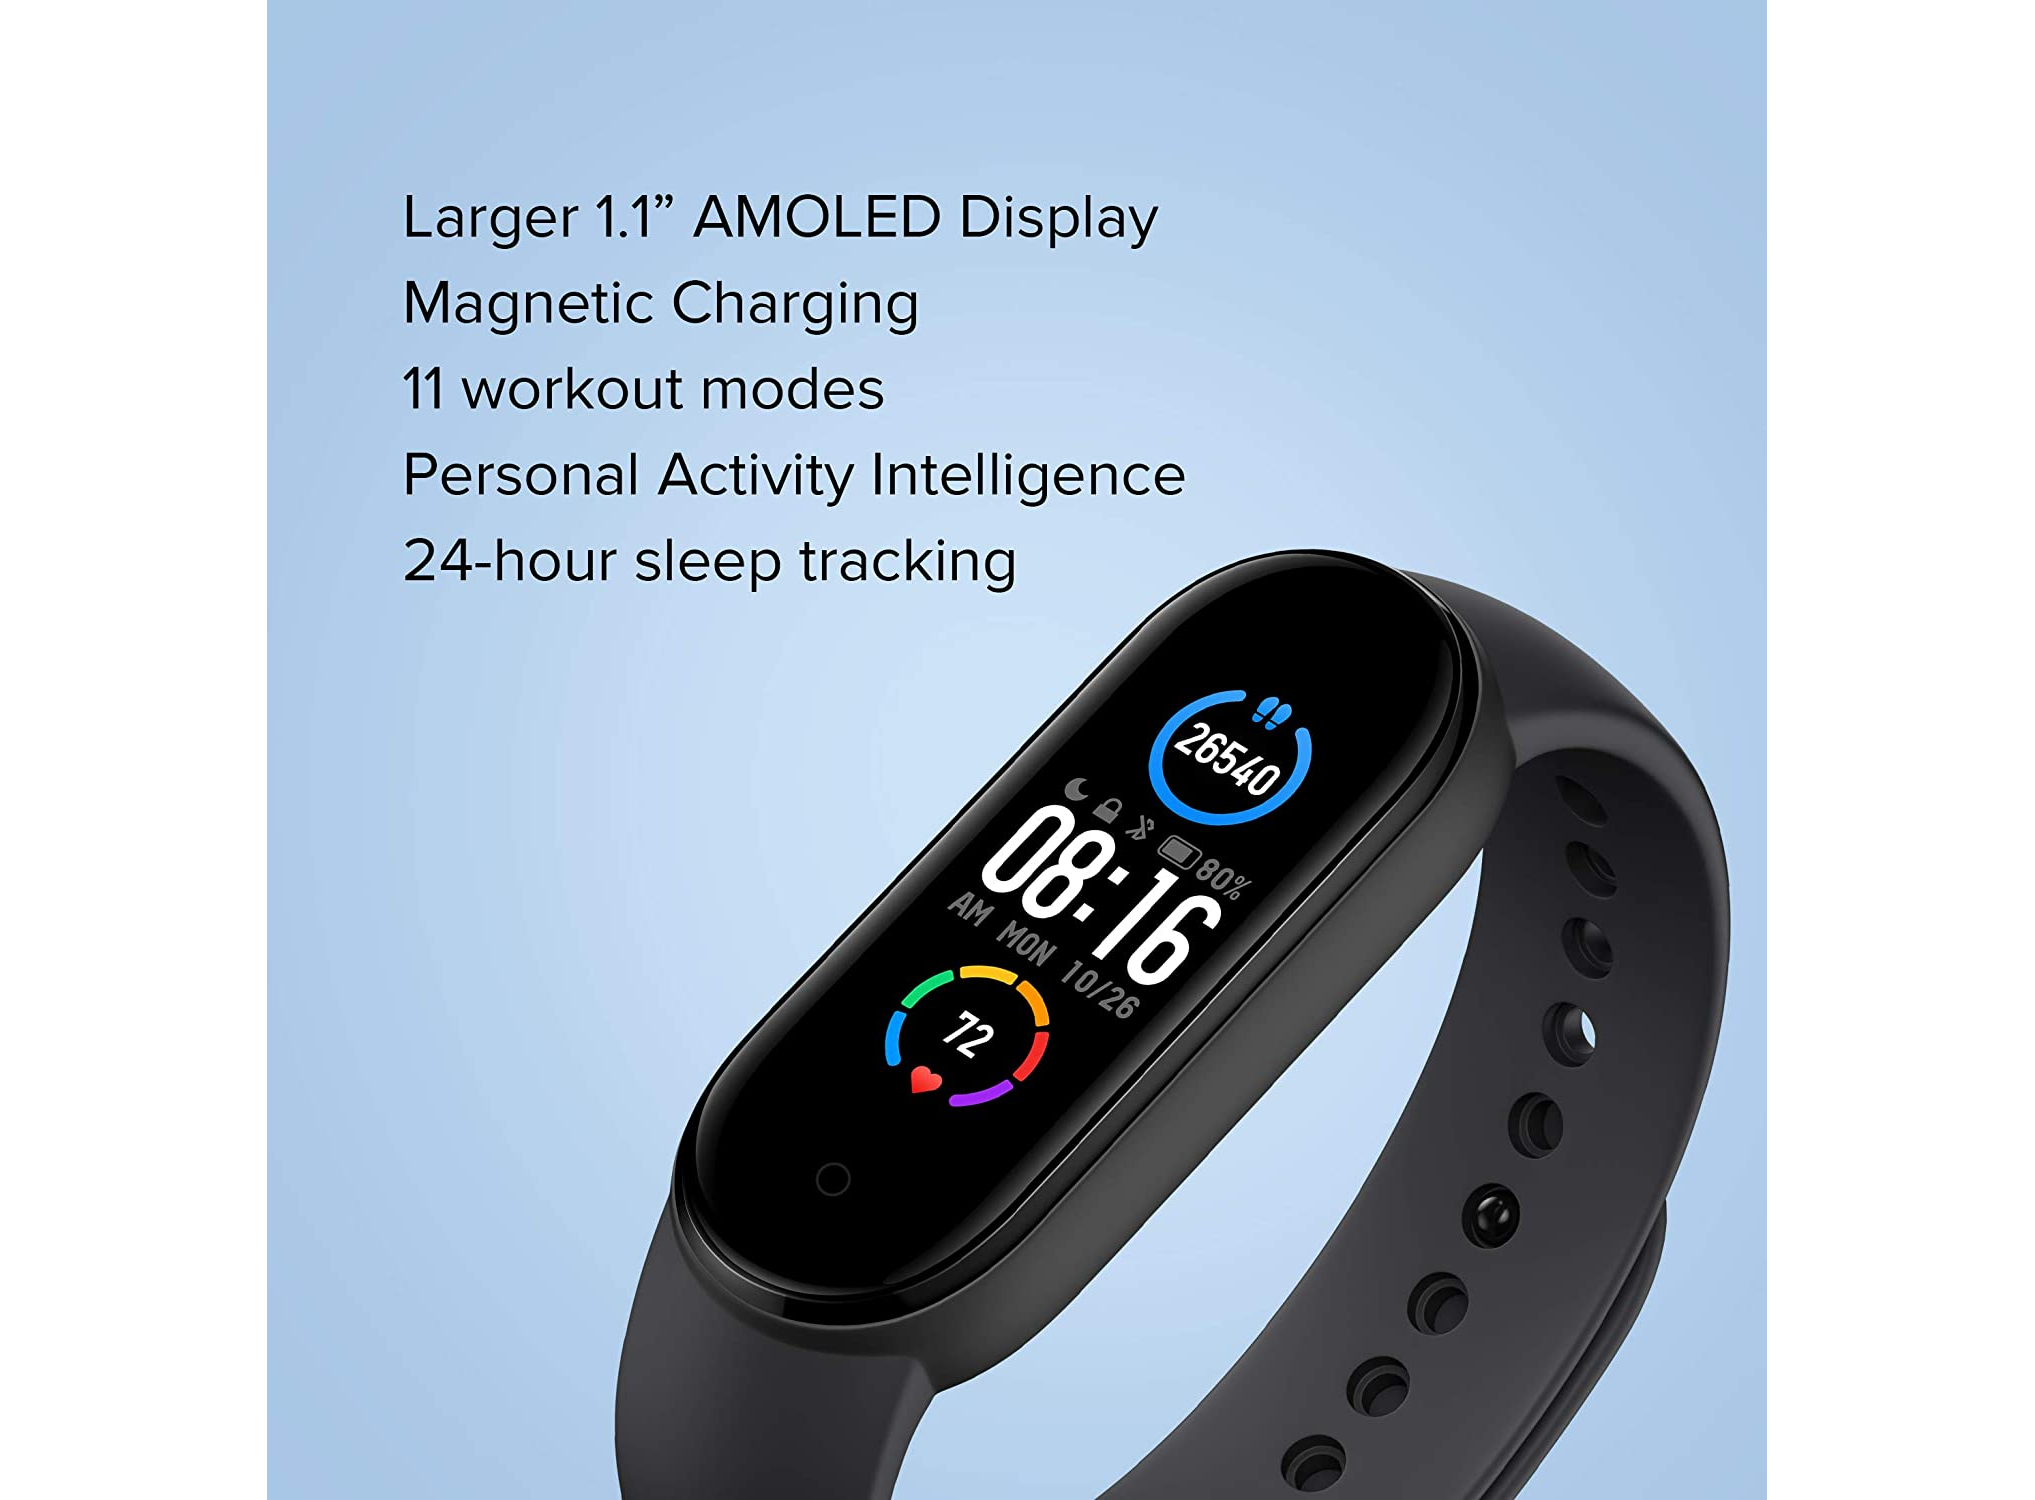 Larger 1.1” AMOLED Display
Magnetic Charging
11 workout modes
Personal Activity Intelligence
24-hour sleep tracking
26540
80%
08:16
AM MON 10/26
72